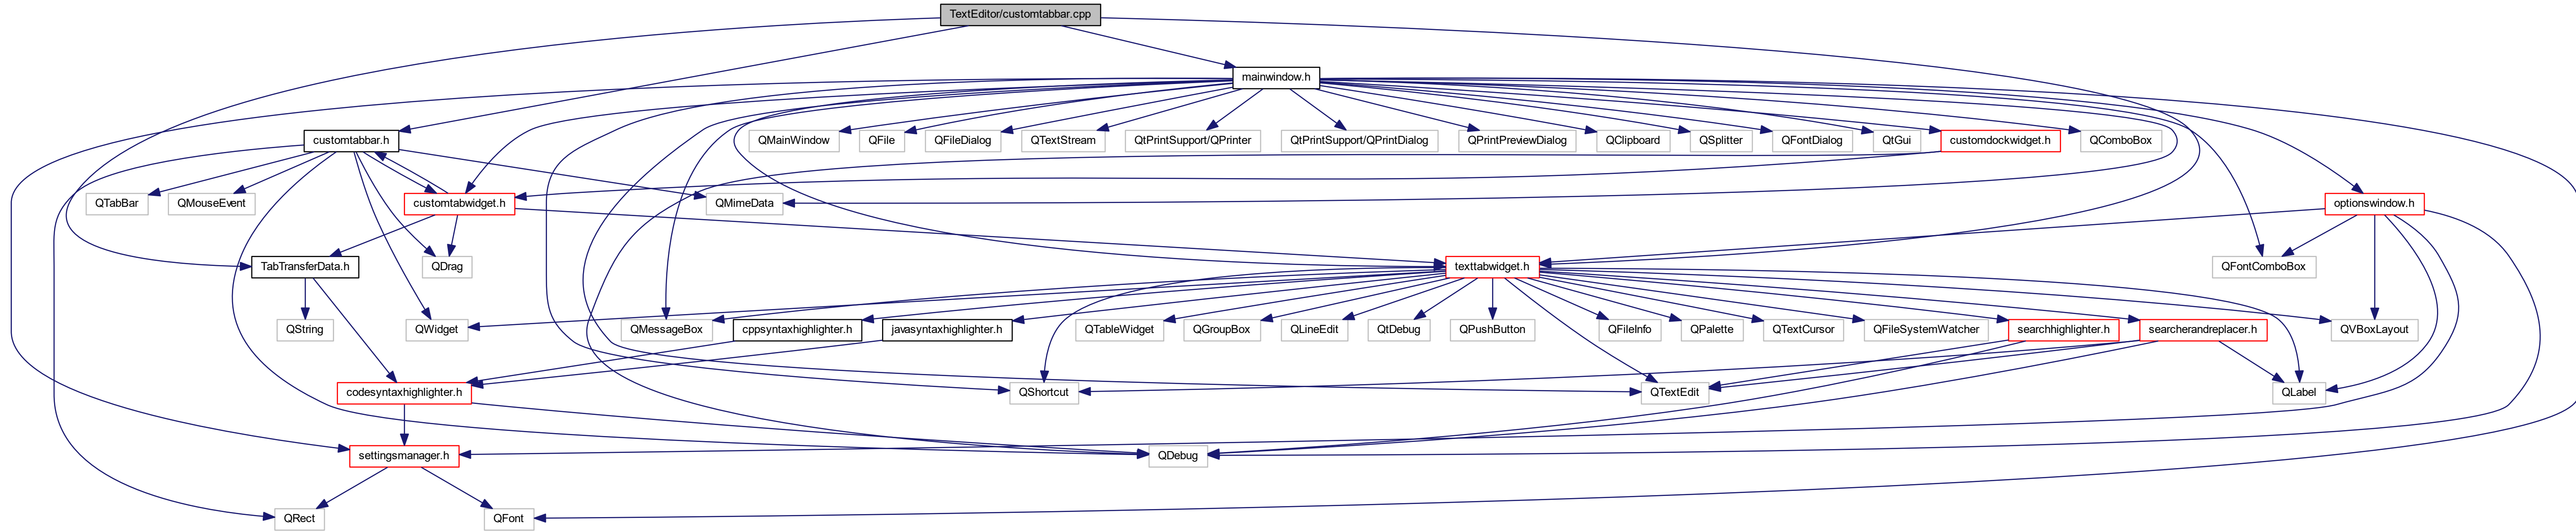 TextEditor/customtabbar.cpp
mainwindow.h
customtabbar.h
QMainWindow
QFile
QFileDialog
QTextStream
QtPrintSupport/QPrinter
QtPrintSupport/QPrintDialog
QPrintPreviewDialog
QClipboard
QSplitter
QFontDialog
QtGui
customdockwidget.h
QComboBox
QTabBar
QMouseEvent
customtabwidget.h
QMimeData
optionswindow.h
TabTransferData.h
QDrag
texttabwidget.h
QFontComboBox
QString
QWidget
QMessageBox
cppsyntaxhighlighter.h
javasyntaxhighlighter.h
QTableWidget
QGroupBox
QLineEdit
QtDebug
QPushButton
QFileInfo
QPalette
QTextCursor
QFileSystemWatcher
searchhighlighter.h
searcherandreplacer.h
QVBoxLayout
codesyntaxhighlighter.h
QShortcut
QTextEdit
QLabel
settingsmanager.h
QDebug
QRect
QFont